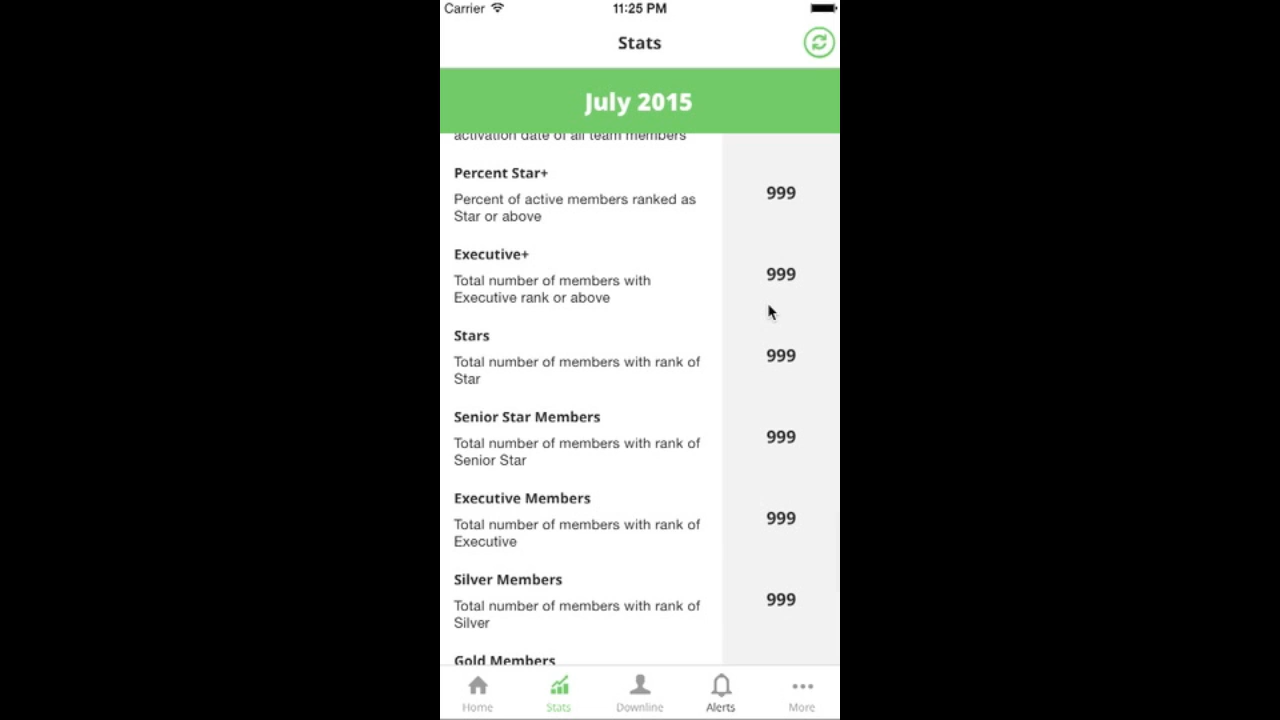 Carrier 11:25 PM
Stats
July 2015
activation date of all team members
Percent Star+
Percent of active members ranked as
Star or above
999
Executive+
Total number of members with
Executive rank or above
999
Stars
Total number of members with rank of
Star
999
Senior Star Members
Total number of members with rank of
Senior Star
999
Executive Members
Total number of members with rank of
Executive
999
Silver Members
Total number of members with rank of
Silver
999
Gold Members
Home Stats Downline Alerts More